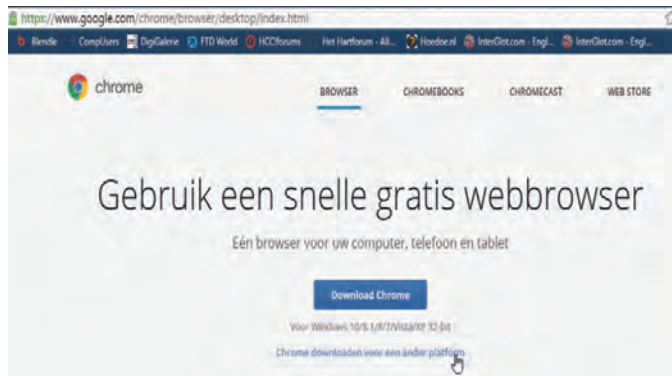 https://www.google.com/chrome/browser/desktop/index.html
Blendle CompUsers DigiGalerie FTD World HCC!forums Het Hartforum - All... Hoedoe.nl InterGlot.com - Engl... InterGlot.com - Engl...
chrome BROWSER CHROMEBOOKS CHROMECAST WEB STORE
Gebruik een snelle gratis webbrowser
Eén browser voor uw computer, telefoon en tablet
Download Chrome
Voor Windows 10/8.1/8/7/Vista/XP 32-bit
Chrome downloaden voor een ander platform